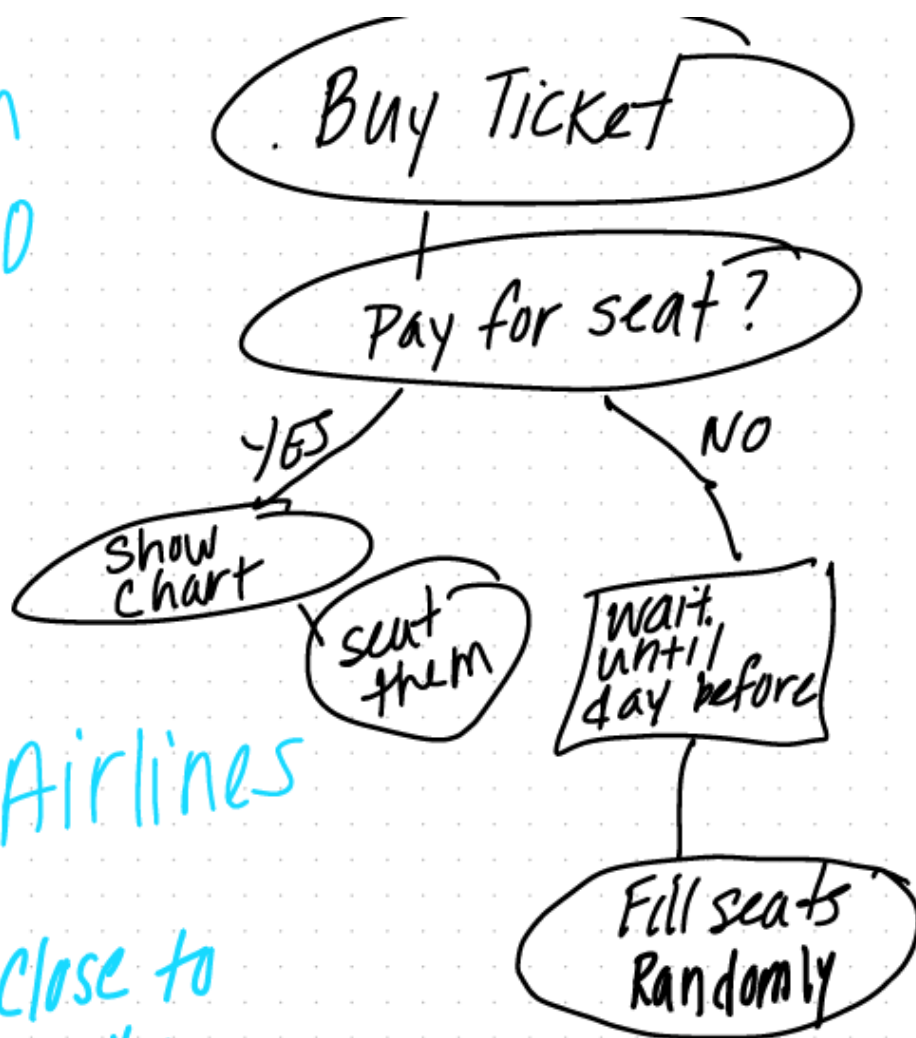 Buy Ticket
Pay for seat?
YES
NO
show
chart
seat
them
wait
until
day before
Airlines
Fill seats
Randomly
Close to